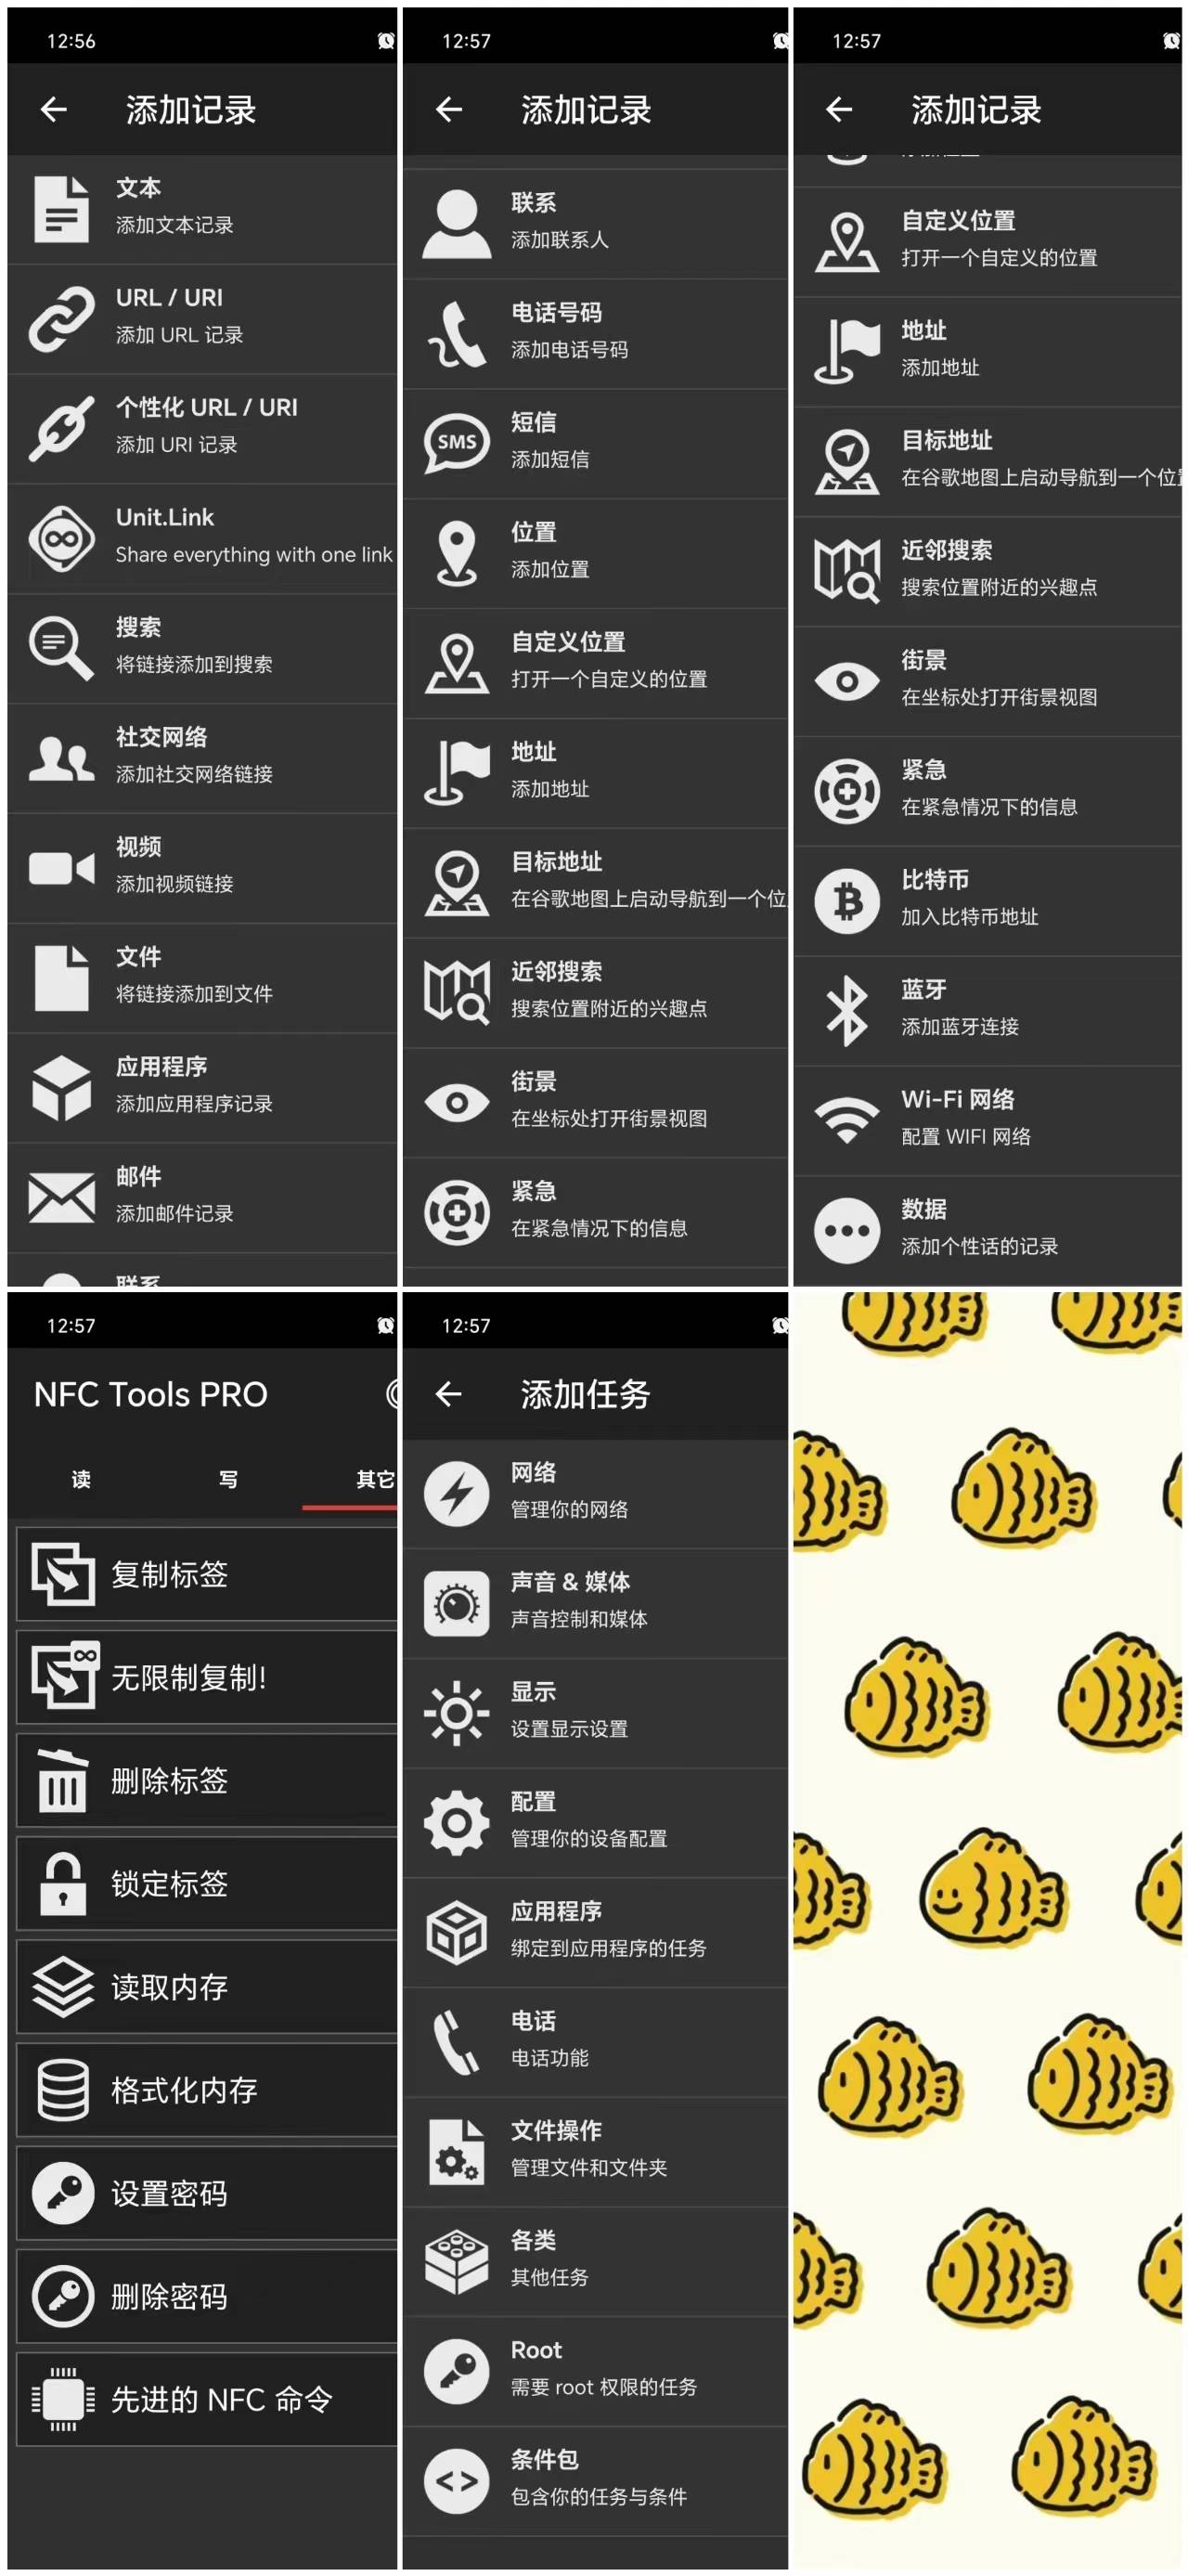 12:56
添加记录
文本
添加文本记录
URL / URI
添加 URL 记录
个性化 URL / URI
添加 URI 记录
Unit.Link
Share everything with one link
搜索
将链接添加到搜索
社交网络
添加社交网络链接
视频
添加视频链接
文件
将链接添加到文件
应用程序
添加应用程序记录
邮件
添加邮件记录
联系
12:57
添加记录
联系
添加联系人
电话号码
添加电话号码
SMS
短信
添加短信
位置
添加位置
自定义位置
打开一个自定义的位置
地址
添加地址
目标地址
在谷歌地图上启动导航到一个位
近邻搜索
搜索位置附近的兴趣点
街景
在坐标处打开街景视图
紧急
在紧急情况下的信息
12:57
添加记录
自定义位置
打开一个自定义的位置
地址
添加地址
目标地址
在谷歌地图上启动导航到一个位
近邻搜索
搜索位置附近的兴趣点
街景
在坐标处打开街景视图
紧急
在紧急情况下的信息
比特币
加入比特币地址
蓝牙
添加蓝牙连接
Wi-Fi 网络
配置 WIFI 网络
数据
添加个性话的记录
12:57
NFC Tools PRO
读 写 其它
复制标签
无限制复制!
删除标签
锁定标签
读取内存
格式化内存
设置密码
删除密码
先进的 NFC 命令
12:57
添加任务
网络
管理你的网络
声音 & 媒体
声音控制和媒体
显示
设置显示设置
配置
管理你的设备配置
应用程序
绑定到应用程序的任务
电话
电话功能
文件操作
管理文件和文件夹
各类
其他任务
Root
需要 root 权限的任务
条件包
包含你的任务与条件